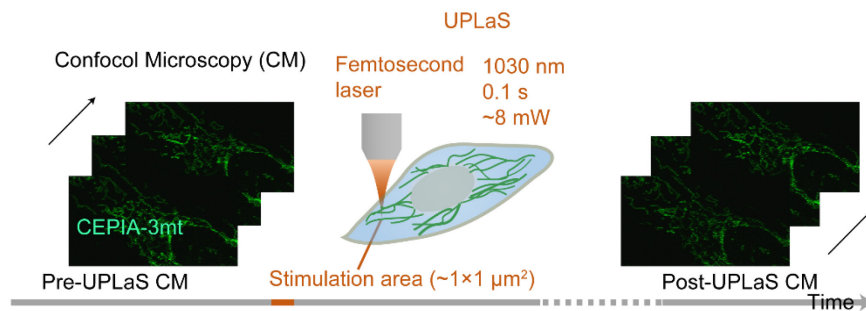 UPLaS
Confocol Microscopy (CM)
Femtosecond
laser
1030 nm
0.1 s
~8 mW
CEPIA-3mt
Pre-UPLaS CM
Stimulation area (~1×1 μm²)
Post-UPLaS CM
Time